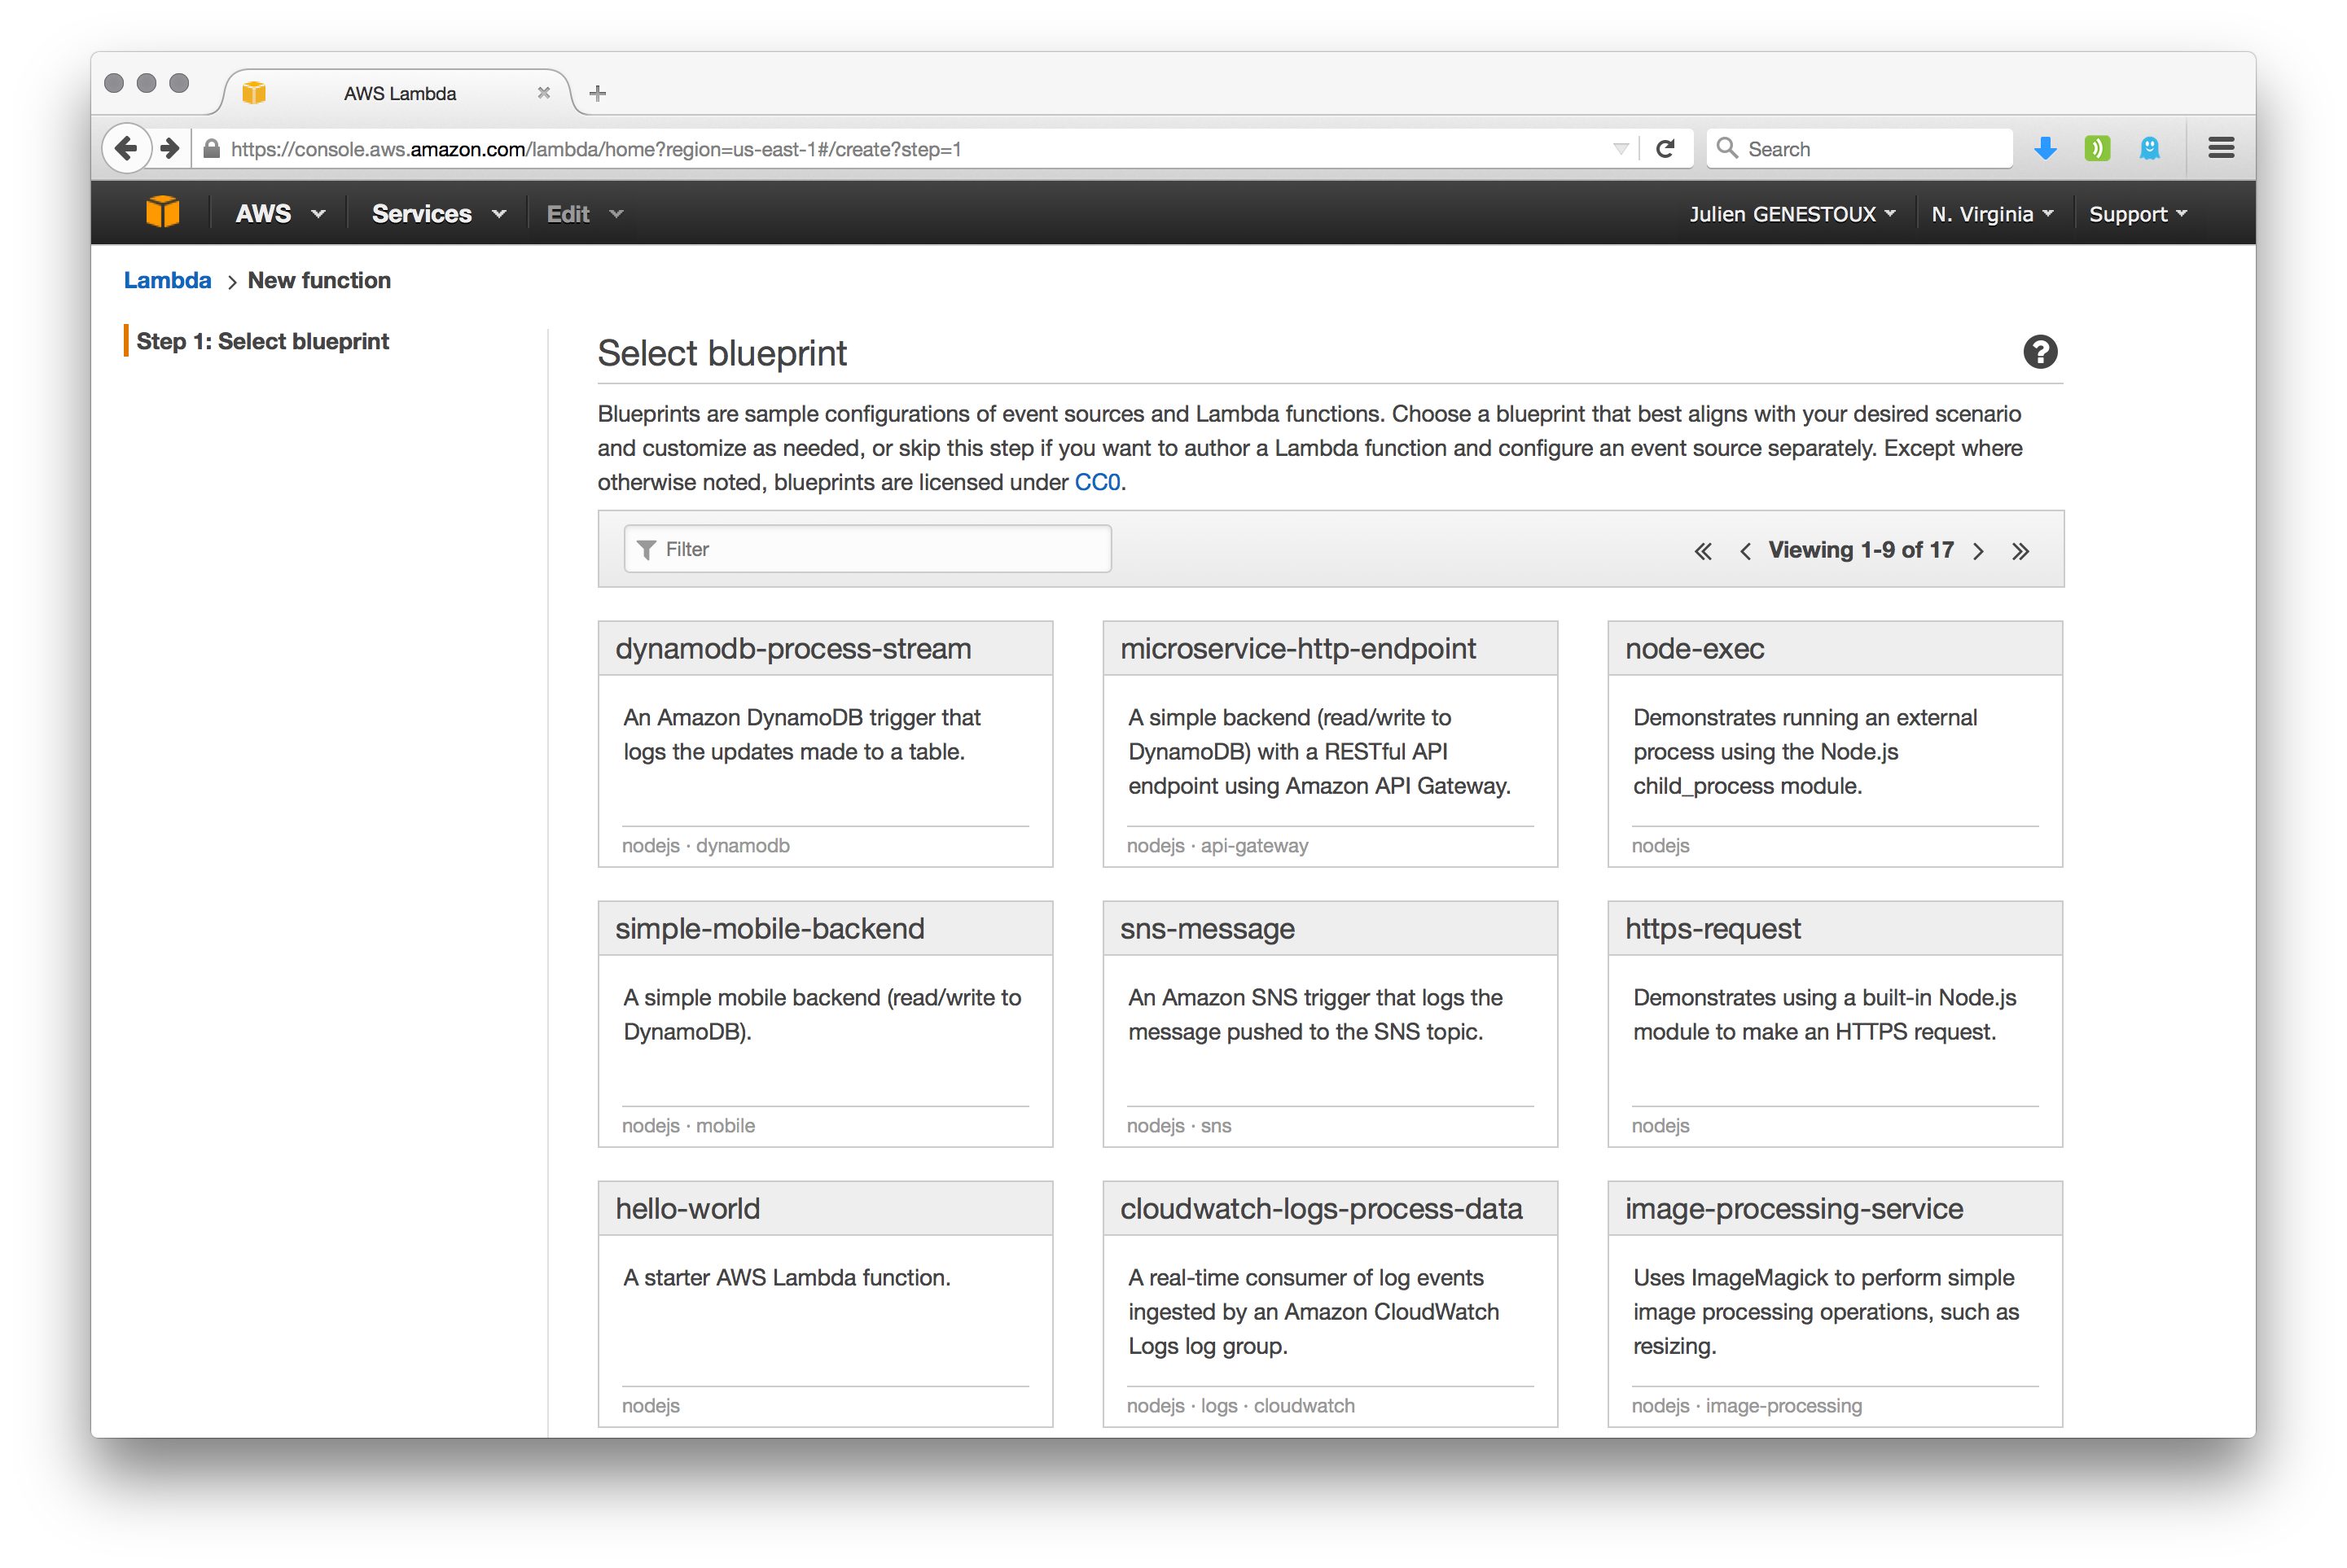 AWS Lambda
https://console.aws.amazon.com/lambda/home?region=us-east-1#/create?step=1
Search
AWS Services Edit Julien GENESTOUX N. Virginia Support
Lambda > New function
Step 1: Select blueprint
Select blueprint
Blueprints are sample configurations of event sources and Lambda functions. Choose a blueprint that best aligns with your desired scenario
and customize as needed, or skip this step if you want to author a Lambda function and configure an event source separately. Except where
otherwise noted, blueprints are licensed under CC0.
Filter
« < Viewing 1-9 of 17 > »
dynamodb-process-stream
An Amazon DynamoDB trigger that
logs the updates made to a table.
nodejs · dynamodb
microservice-http-endpoint
A simple backend (read/write to
DynamoDB) with a RESTful API
endpoint using Amazon API Gateway.
nodejs · api-gateway
node-exec
Demonstrates running an external
process using the Node.js
child_process module.
nodejs
simple-mobile-backend
A simple mobile backend (read/write to
DynamoDB).
nodejs · mobile
sns-message
An Amazon SNS trigger that logs the
message pushed to the SNS topic.
nodejs · sns
https-request
Demonstrates using a built-in Node.js
module to make an HTTPS request.
nodejs
hello-world
A starter AWS Lambda function.
nodejs
cloudwatch-logs-process-data
A real-time consumer of log events
ingested by an Amazon CloudWatch
Logs log group.
nodejs · logs · cloudwatch
image-processing-service
Uses ImageMagick to perform simple
image processing operations, such as
resizing.
nodejs · image-processing